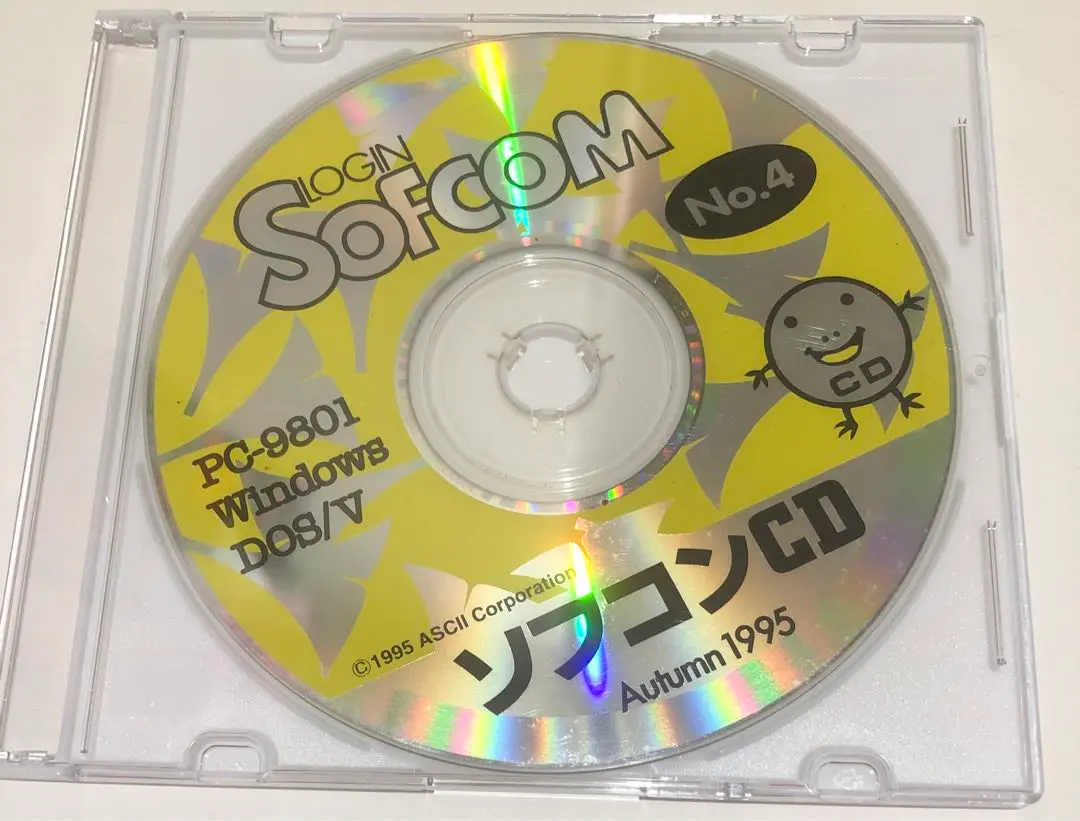 LOGIN
SOFCOM
No.4
CD
PC-9801
Windows
DOS/V
©1995 ASCII Corporation
ソフコンCD
Autumn 1995